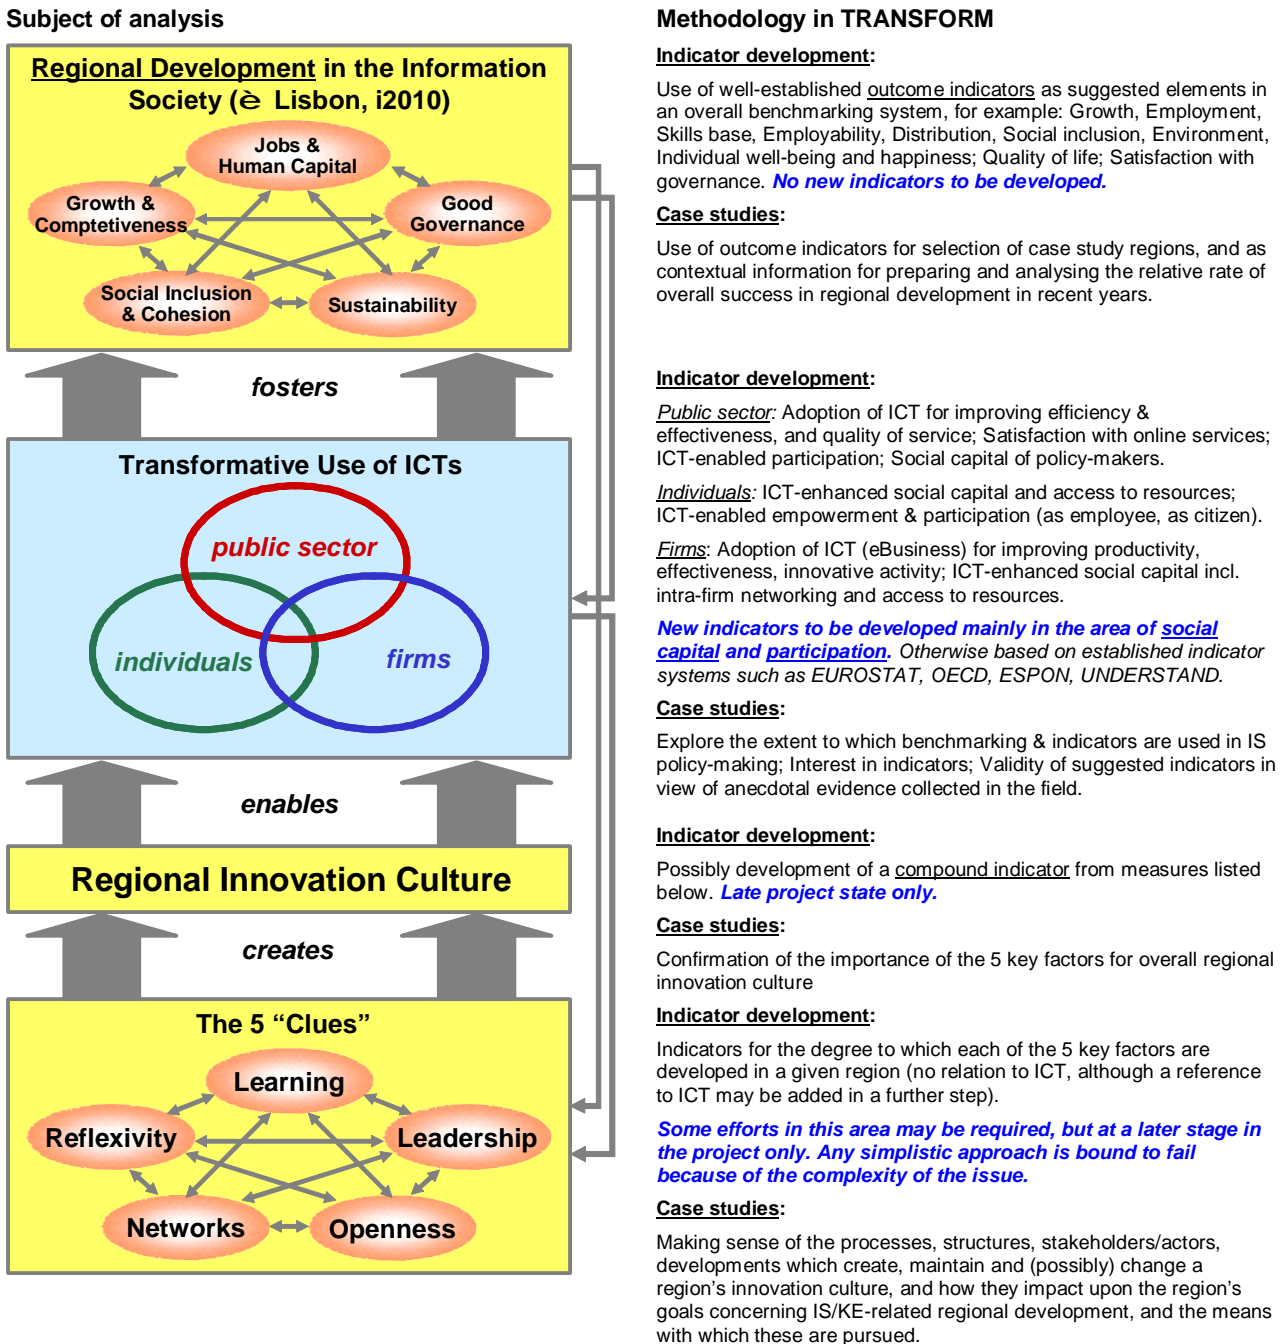 Subject of analysis
Regional Development in the Information
Society (è Lisbon, i2010)
Jobs &
Human Capital
Growth &
Comptetiveness
Good
Governance
Social Inclusion
& Cohesion
Sustainability
fosters
Transformative Use of ICTs
public sector
individuals
firms
enables
Regional Innovation Culture
creates
The 5 “Clues”
Learning
Reflexivity
Leadership
Networks
Openness
Methodology in TRANSFORM
Indicator development:
Use of well-established outcome indicators as suggested elements in
an overall benchmarking system, for example: Growth, Employment,
Skills base, Employability, Distribution, Social inclusion, Environment,
Individual well-being and happiness; Quality of life; Satisfaction with
governance. No new indicators to be developed.
Case studies:
Use of outcome indicators for selection of case study regions, and as
contextual information for preparing and analysing the relative rate of
overall success in regional development in recent years.
Indicator development:
Public sector: Adoption of ICT for improving efficiency &
effectiveness, and quality of service; Satisfaction with online services;
ICT-enabled participation; Social capital of policy-makers.
Individuals: ICT-enhanced social capital and access to resources;
ICT-enabled empowerment & participation (as employee, as citizen).
Firms: Adoption of ICT (eBusiness) for improving productivity,
effectiveness, innovative activity; ICT-enhanced social capital incl.
intra-firm networking and access to resources.
New indicators to be developed mainly in the area of social
capital and participation. Otherwise based on established indicator
systems such as EUROSTAT, OECD, ESPON, UNDERSTAND.
Case studies:
Explore the extent to which benchmarking & indicators are used in IS
policy-making; Interest in indicators; Validity of suggested indicators in
view of anecdotal evidence collected in the field.
Indicator development:
Possibly development of a compound indicator from measures listed
below. Late project state only.
Case studies:
Confirmation of the importance of the 5 key factors for overall regional
innovation culture
Indicator development:
Indicators for the degree to which each of the 5 key factors are
developed in a given region (no relation to ICT, although a reference
to ICT may be added in a further step).
Some efforts in this area may be required, but at a later stage in
the project only. Any simplistic approach is bound to fail
because of the complexity of the issue.
Case studies:
Making sense of the processes, structures, stakeholders/actors,
developments which create, maintain and (possibly) change a
region’s innovation culture, and how they impact upon the region’s
goals concerning IS/KE-related regional development, and the means
with which these are pursued.